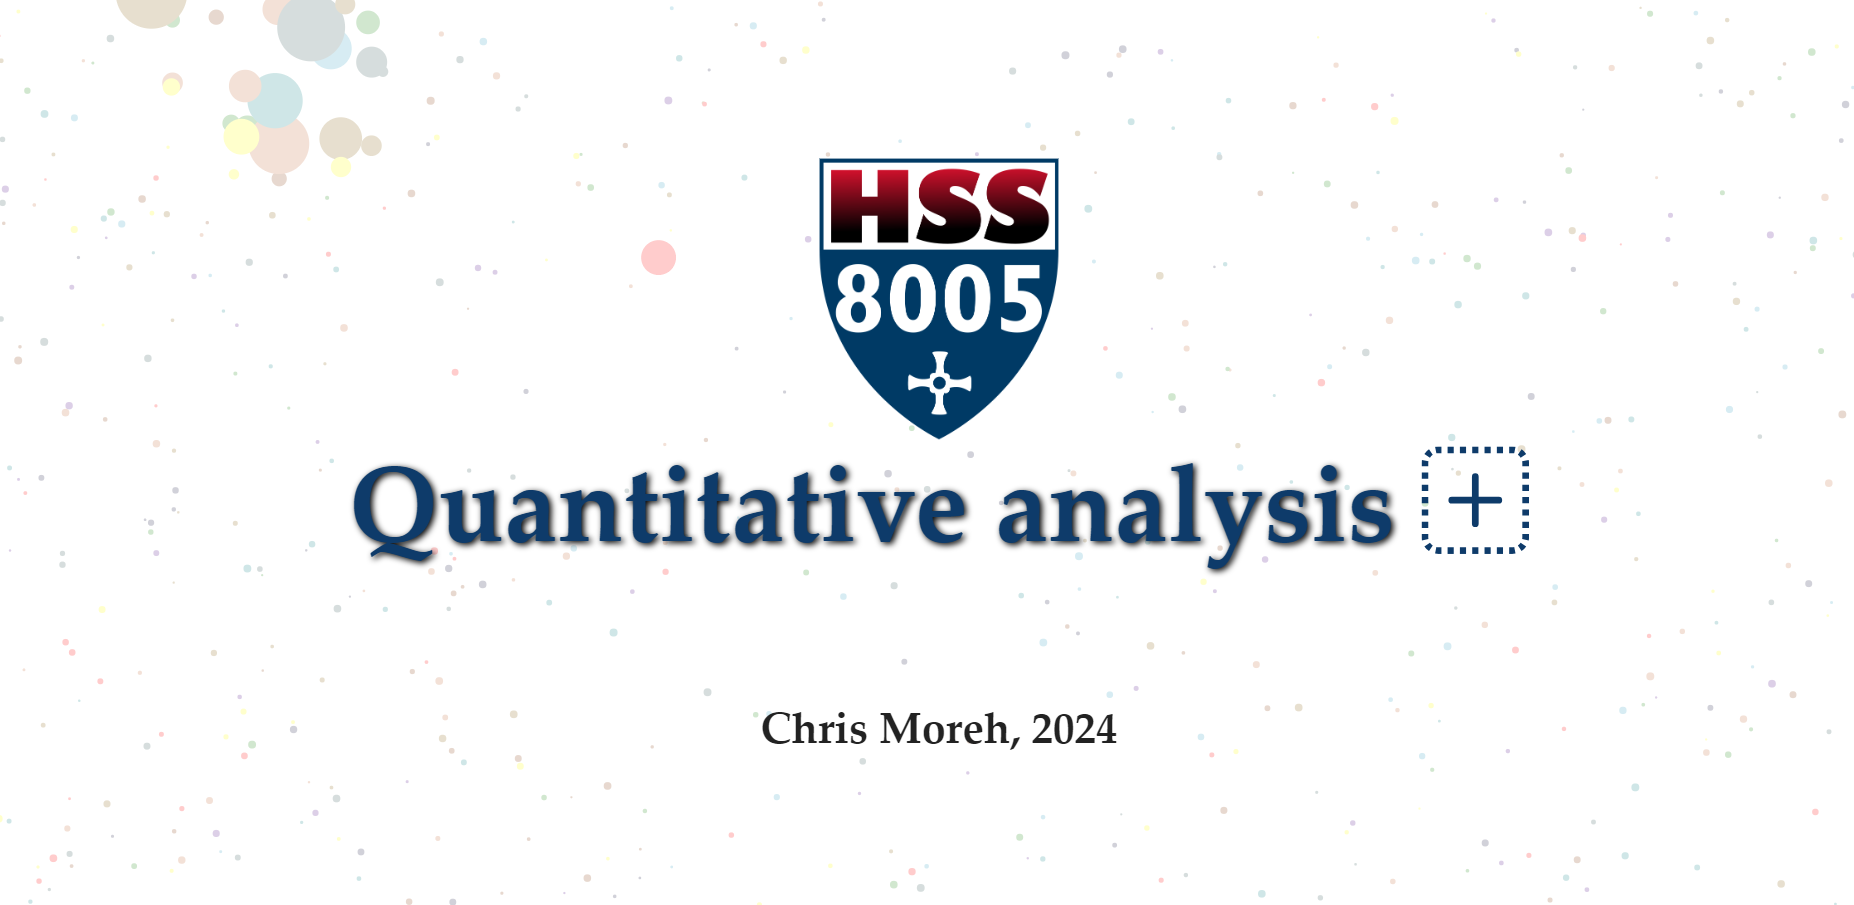 HSS
8005
Quantitative analysis +
Chris Moreh, 2024